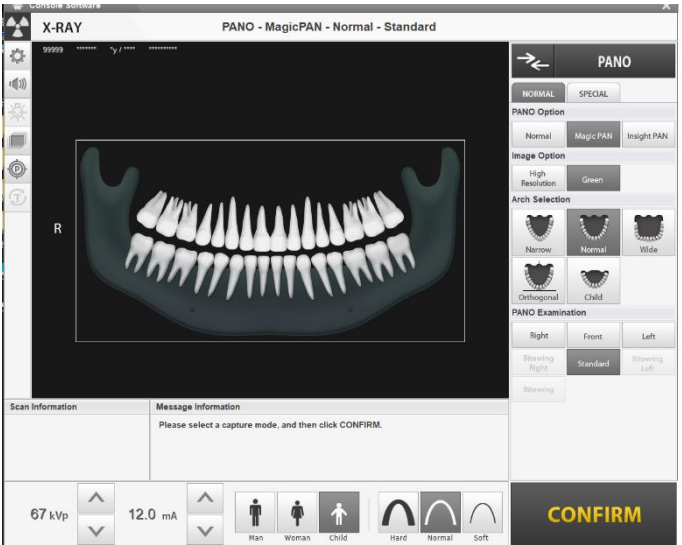 Console Software
X
X-RAY
PANO - MagicPAN - Normal - Standard
99999 ******* *y / **** **********
R
PANO
NORMAL SPECIAL
PANO Option
Normal Magic PAN Insight PAN
Image Option
High Resolution Green
Arch Selection
Narrow Normal Wide
Orthogonal Child
PANO Examination
Right Front Left
Bitewing Right Standard Bitewing Left
Bitewing
Scan Information
Message information
Please select a capture mode, and then click CONFIRM.
67 kVp
12.0 mA
Man Woman Child
Hard Normal Soft
CONFIRM